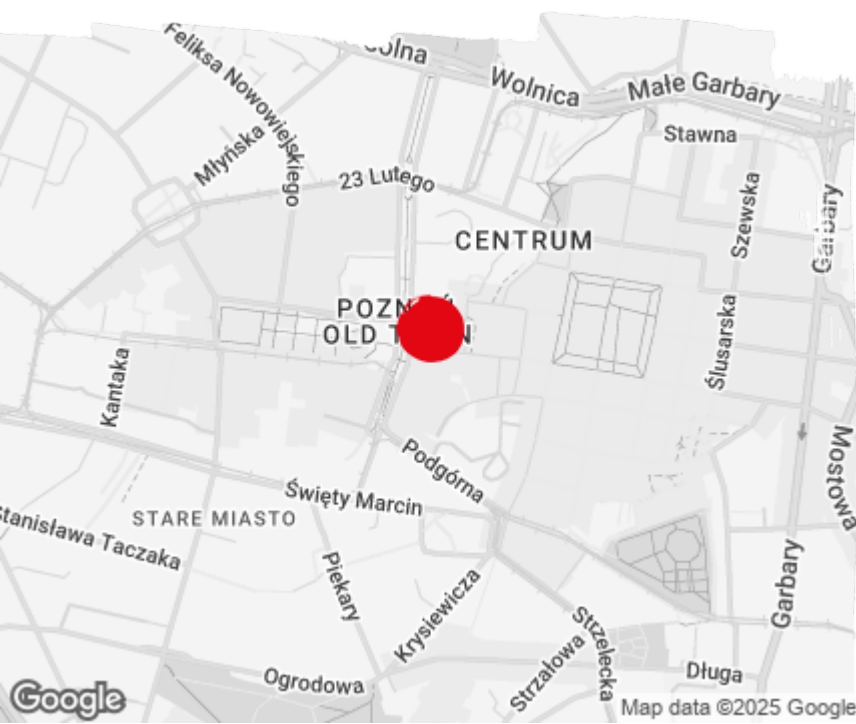 Feliksa Nowowiejskiego
Wolnica
Małe Garbary
Stawna
Młyńska
23 Lutego
Szewska
Garbary
CENTRUM
OLD
Ślusarska
Kantaka
Podgórna
Mostowa
Święty Marcin
STARE MIASTO
Stanisława Taczaka
Piekary
Garbary
Krysiewicza
Strzelecka
Strzałowa
Ogrodowa
Długa
Google
Map data ©2025 Google